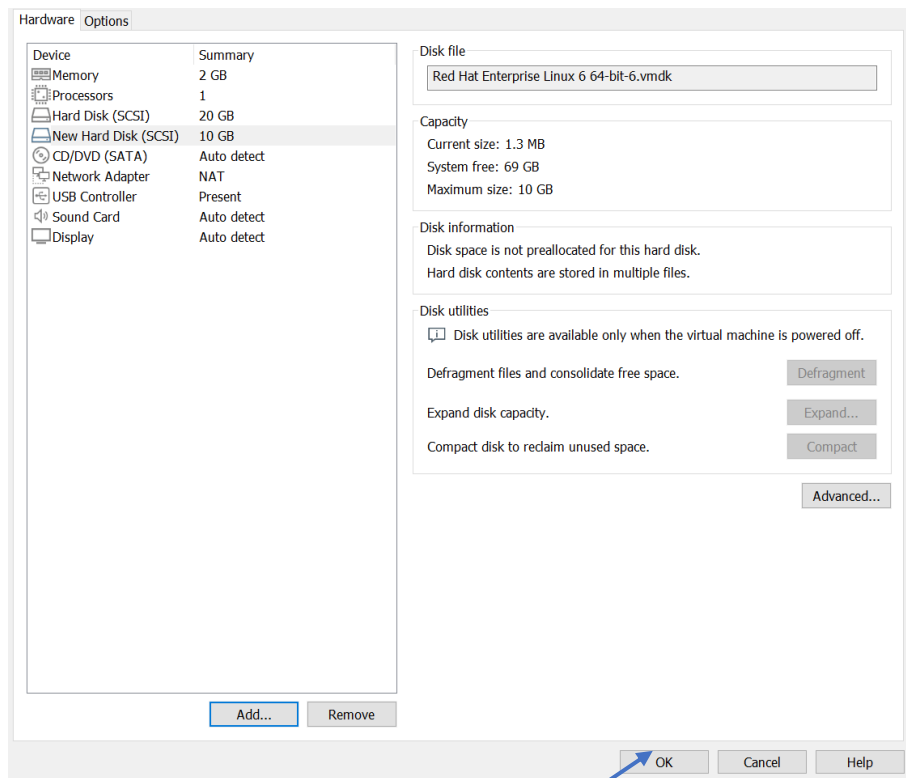 Hardware Options
Device Summary
Memory 2 GB
Processors 1
Hard Disk (SCSI) 20 GB
New Hard Disk (SCSI) 10 GB
CD/DVD (SATA) Auto detect
Network Adapter NAT
USB Controller Present
Sound Card Auto detect
Display Auto detect
Add... Remove
Disk file
Red Hat Enterprise Linux 6 64-bit-6.vmdk
Capacity
Current size: 1.3 MB
System free: 69 GB
Maximum size: 10 GB
Disk information
Disk space is not preallocated for this hard disk.
Hard disk contents are stored in multiple files.
Disk utilities
Disk utilities are available only when the virtual machine is powered off.
Defragment files and consolidate free space. Defragment
Expand disk capacity. Expand...
Compact disk to reclaim unused space. Compact
Advanced...
OK Cancel Help